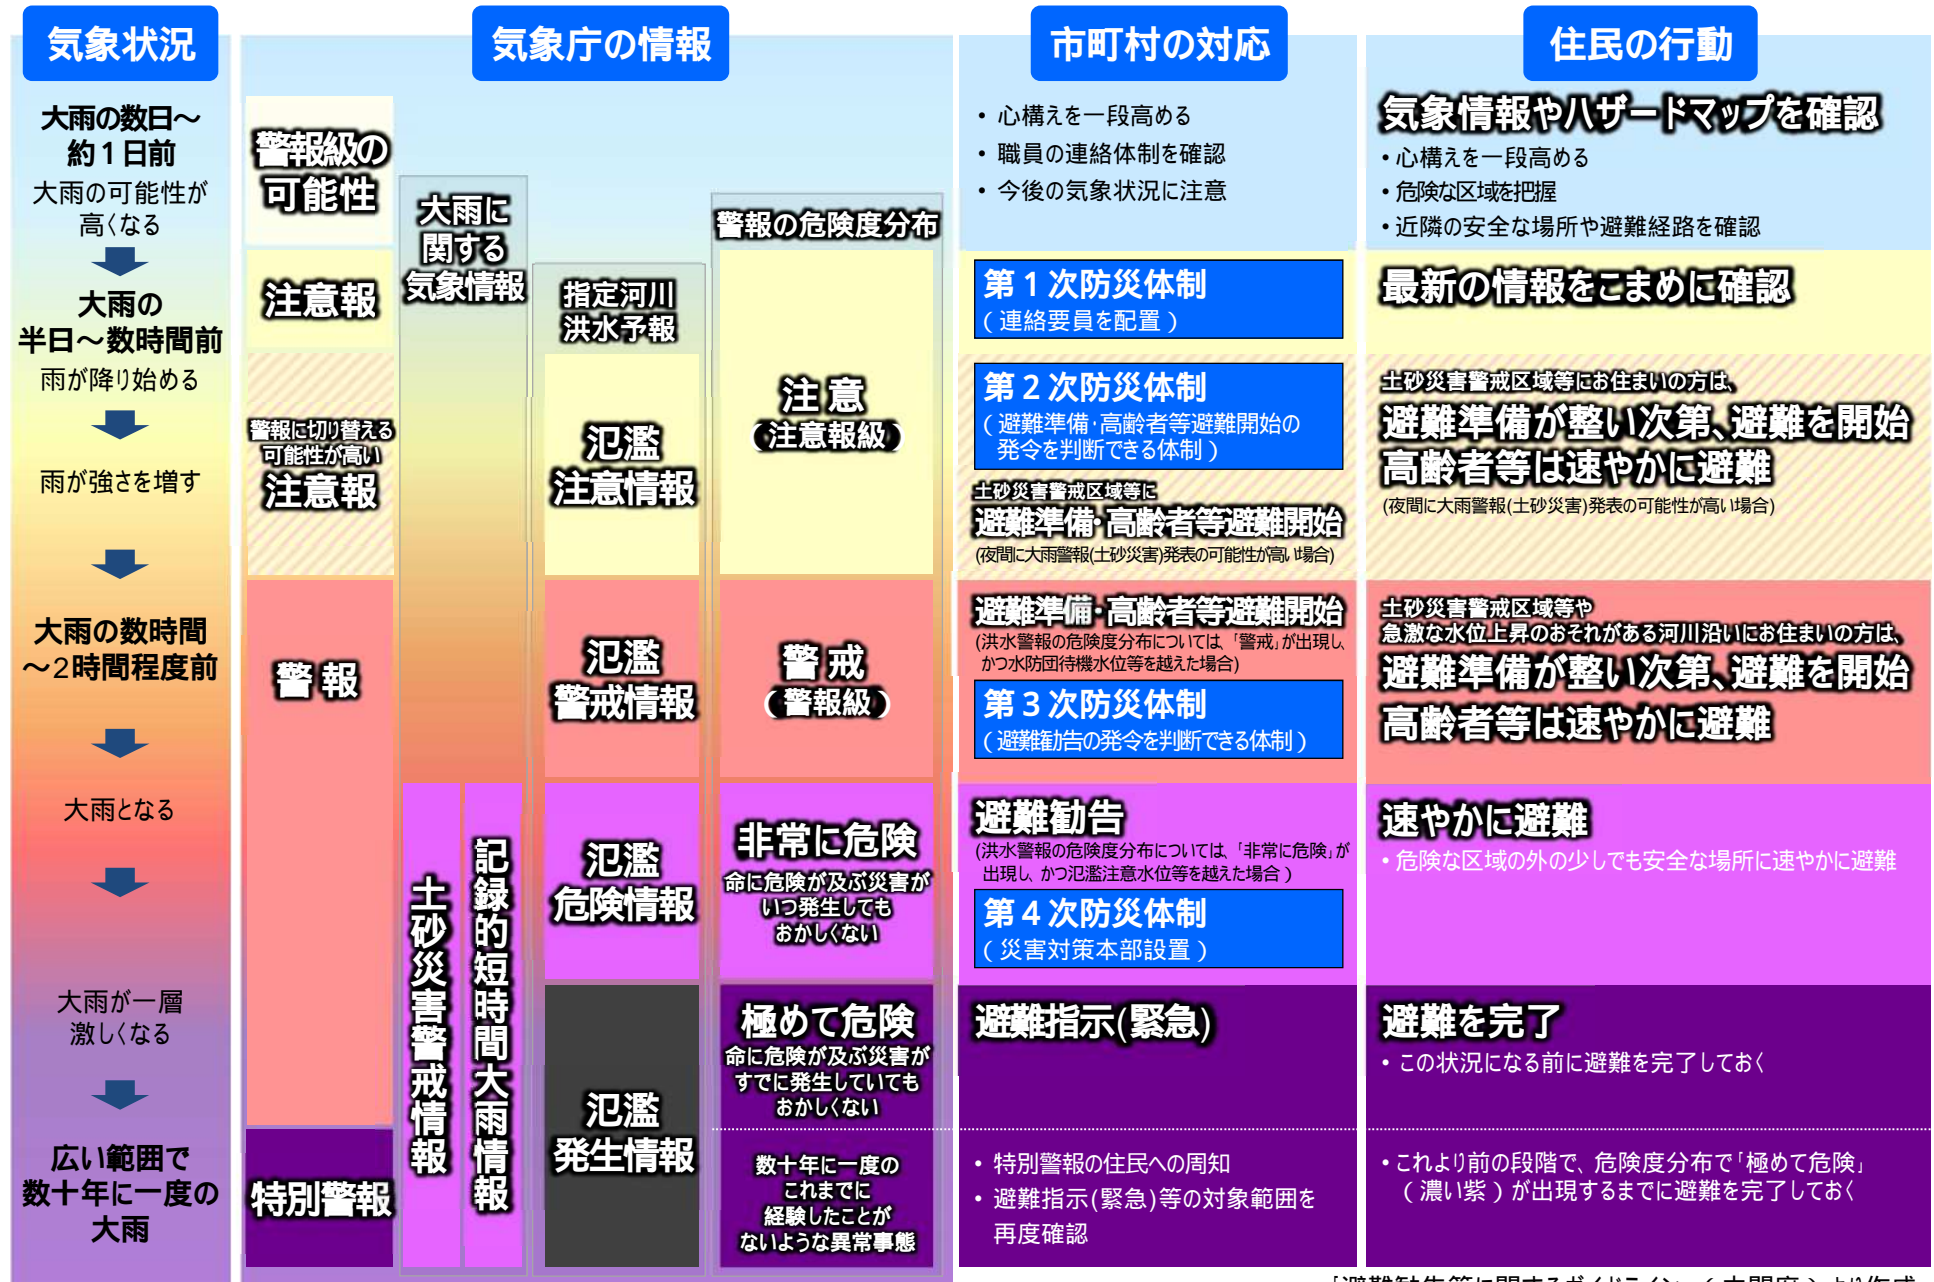 気象状況
大雨の数日～
約1日前
大雨の可能性が
高くなる
大雨の
半日～数時間前
雨が降り始める
雨が強さを増す
大雨の数時間
～2時間程度前
大雨となる
大雨が一層
激しくなる
広い範囲で
数十年に一度の
大雨
気象庁の情報
警報級の
可能性
注意報
警報に切り替える
可能性が高い
注意報
警報
特別警報
大雨に
関する
気象情報
土砂災害警戒情報
記録的短時間大雨情報
指定河川
洪水予報
氾濫
注意情報
氾濫
警戒情報
氾濫
危険情報
氾濫
発生情報
警報の危険度分布
注意
(注意報級)
警戒
(警報級)
非常に危険
命に危険が及ぶ災害が
いつ発生しても
おかしくない
極めて危険
命に危険が及ぶ災害が
すでに発生していても
おかしくない
数十年に一度の
これまでに
経験したことが
ないような異常事態
市町村の対応
• 心構えを一段高める
• 職員の連絡体制を確認
• 今後の気象状況に注意
第1次防災体制
(連絡要員を配置)
第2次防災体制
(避難準備・高齢者等避難開始の
発令を判断できる体制)
土砂災害警戒区域等に
避難準備・高齢者等避難開始
(夜間に大雨警報(土砂災害)発表の可能性が高い場合)
避難準備・高齢者等避難開始
(洪水警報の危険度分布については、「警戒」が出現し、
かつ水防団待機水位等を越えた場合)
第3次防災体制
(避難勧告の発令を判断できる体制)
避難勧告
(洪水警報の危険度分布については、「非常に危険」が
出現し、かつ氾濫注意水位等を越えた場合)
第4次防災体制
(災害対策本部設置)
避難指示(緊急)
• 特別警報の住民への周知
• 避難指示(緊急)等の対象範囲を
再度確認
住民の行動
気象情報やハザードマップを確認
• 心構えを一段高める
• 危険な区域を把握
• 近隣の安全な場所や避難経路を確認
最新の情報をこまめに確認
土砂災害警戒区域等にお住まいの方は、
避難準備が整い次第、避難を開始
高齢者等は速やかに避難
(夜間に大雨警報(土砂災害)発表の可能性が高い場合)
土砂災害警戒区域等や
急激な水位上昇のおそれがある河川沿いにお住まいの方は、
避難準備が整い次第、避難を開始
高齢者等は速やかに避難
速やかに避難
• 危険な区域の外の少しでも安全な場所に速やかに避難
避難を完了
• この状況になる前に避難を完了しておく
• これより前の段階で、危険度分布で「極めて危険」
(濃い紫)が出現するまでに避難を完了しておく